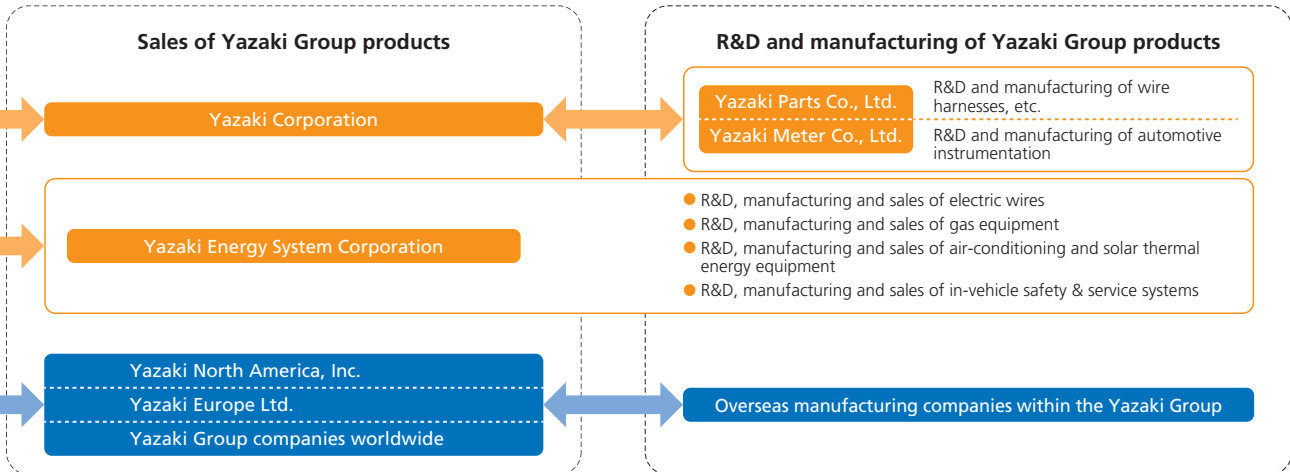 Sales of Yazaki Group products
R&D and manufacturing of Yazaki Group products
Yazaki Corporation
Yazaki Parts Co., Ltd.
R&D and manufacturing of wire
harnesses, etc.
Yazaki Meter Co., Ltd.
R&D and manufacturing of automotive
instrumentation
Yazaki Energy System Corporation
R&D, manufacturing and sales of electric wires
R&D, manufacturing and sales of gas equipment
R&D, manufacturing and sales of air-conditioning and solar thermal
energy equipment
R&D, manufacturing and sales of in-vehicle safety & service systems
Yazaki North America, Inc.
Yazaki Europe Ltd.
Yazaki Group companies worldwide
Overseas manufacturing companies within the Yazaki Group